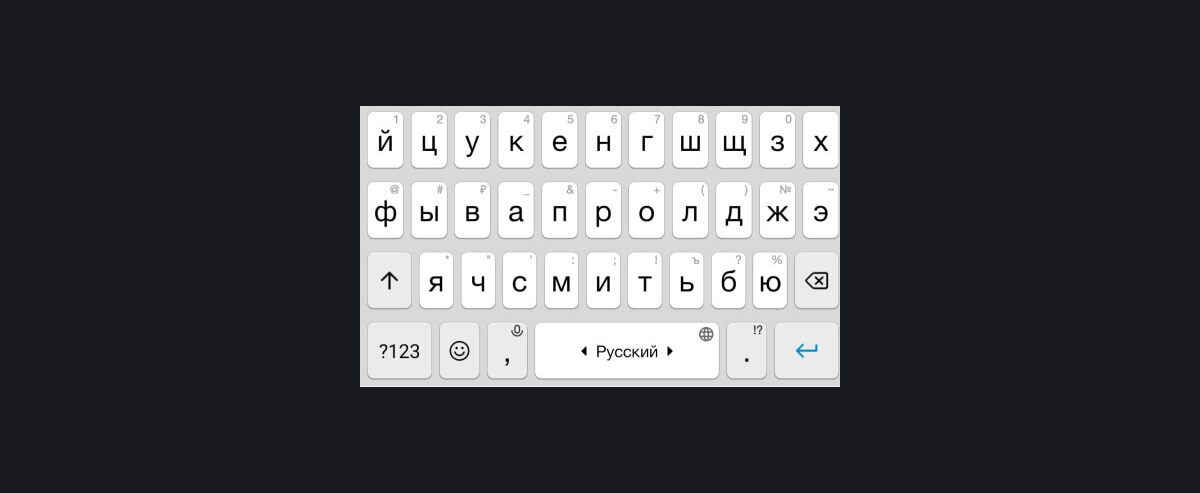 1 2 3 4 5 6 7 8 9 0
й ц у к е н г ш щ з х
@ # ₽ _ & - + ( ) № ~
ф ы в а п р о л д ж э
* " ' : ; ! ъ ? %
я ч с м и т ь б ю
!?
?123 , Русский .